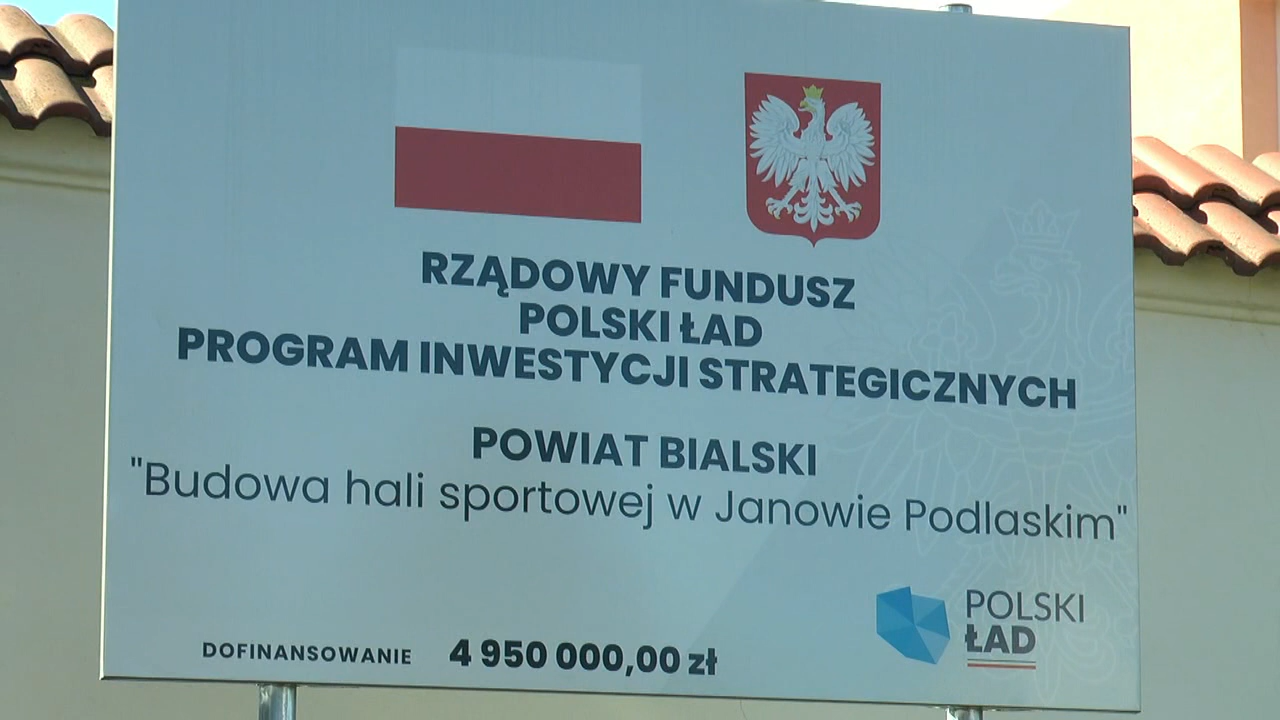 RZĄDOWY FUNDUSZ
POLSKI ŁAD
PROGRAM INWESTYCJI STRATEGICZNYCH
POWIAT BIALSKI
"Budowa hali sportowej w Janowie Podlaskim"
DOFINANSOWANIE 4 950 000,00 zł
POLSKI
ŁAD